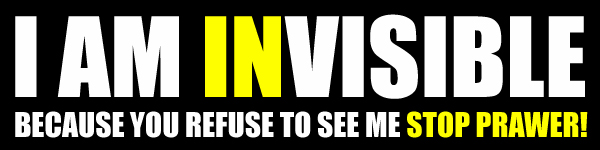 I AM INVISIBLE
BECAUSE YOU REFUSE TO SEE ME STOP PRAWER!